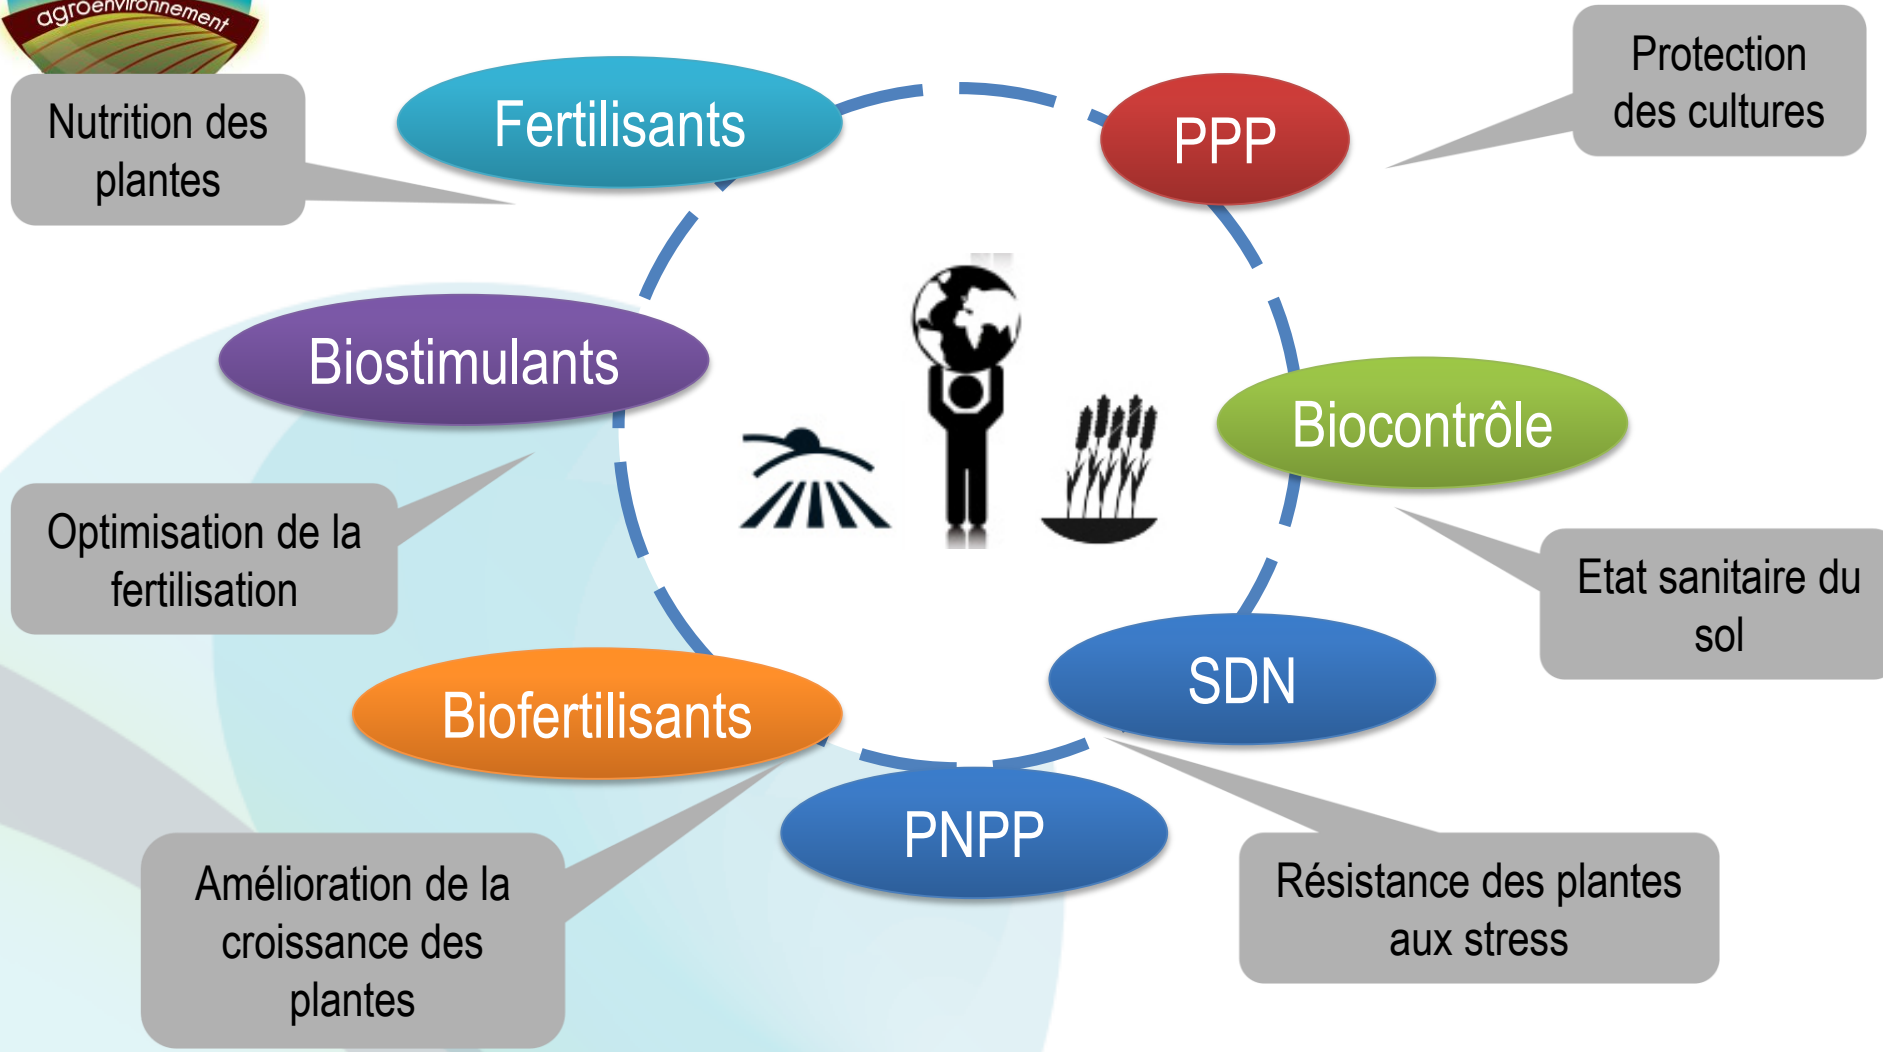 agroenvironnement
Nutrition des
plantes
Fertilisants
PPP
Protection
des cultures
Biostimulants
Biocontrôle
Optimisation de la
fertilisation
Etat sanitaire du
sol
Biofertilisants
SDN
PNPP
Amélioration de la
croissance des
plantes
Résistance des plantes
aux stress